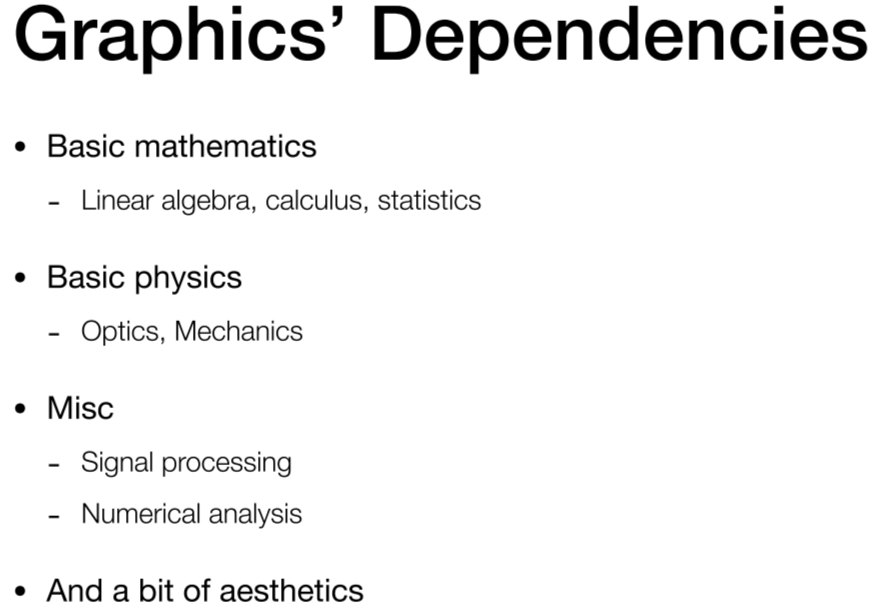 Graphics’ Dependencies
• Basic mathematics
- Linear algebra, calculus, statistics
• Basic physics
- Optics, Mechanics
• Misc
- Signal processing
- Numerical analysis
• And a bit of aesthetics